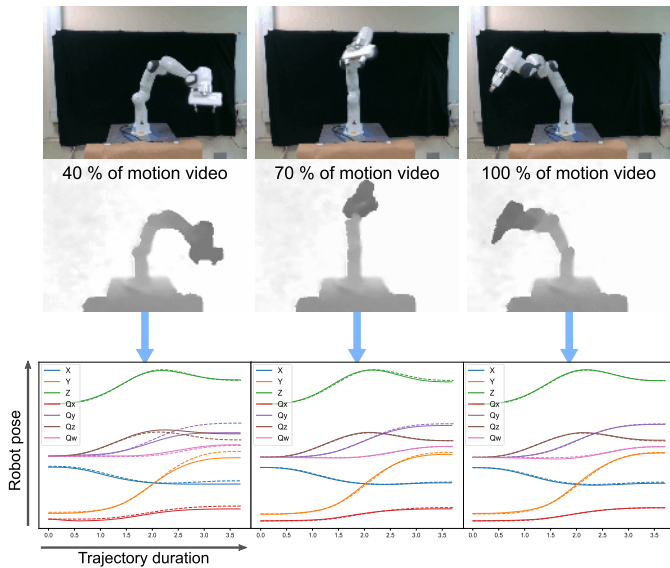 40 % of motion video
70 % of motion video
100 % of motion video
Robot pose
X
Y
Z
Qx
Qy
Qz
Qw
0.0 0.5 1.0 1.5 2.0 2.5 3.0 3.5
X
Y
Z
Qx
Qy
Qz
Qw
0.0 0.5 1.0 1.5 2.0 2.5 3.0 3.5
X
Y
Z
Qx
Qy
Qz
Qw
0.0 0.5 1.0 1.5 2.0 2.5 3.0 3.5
Trajectory duration